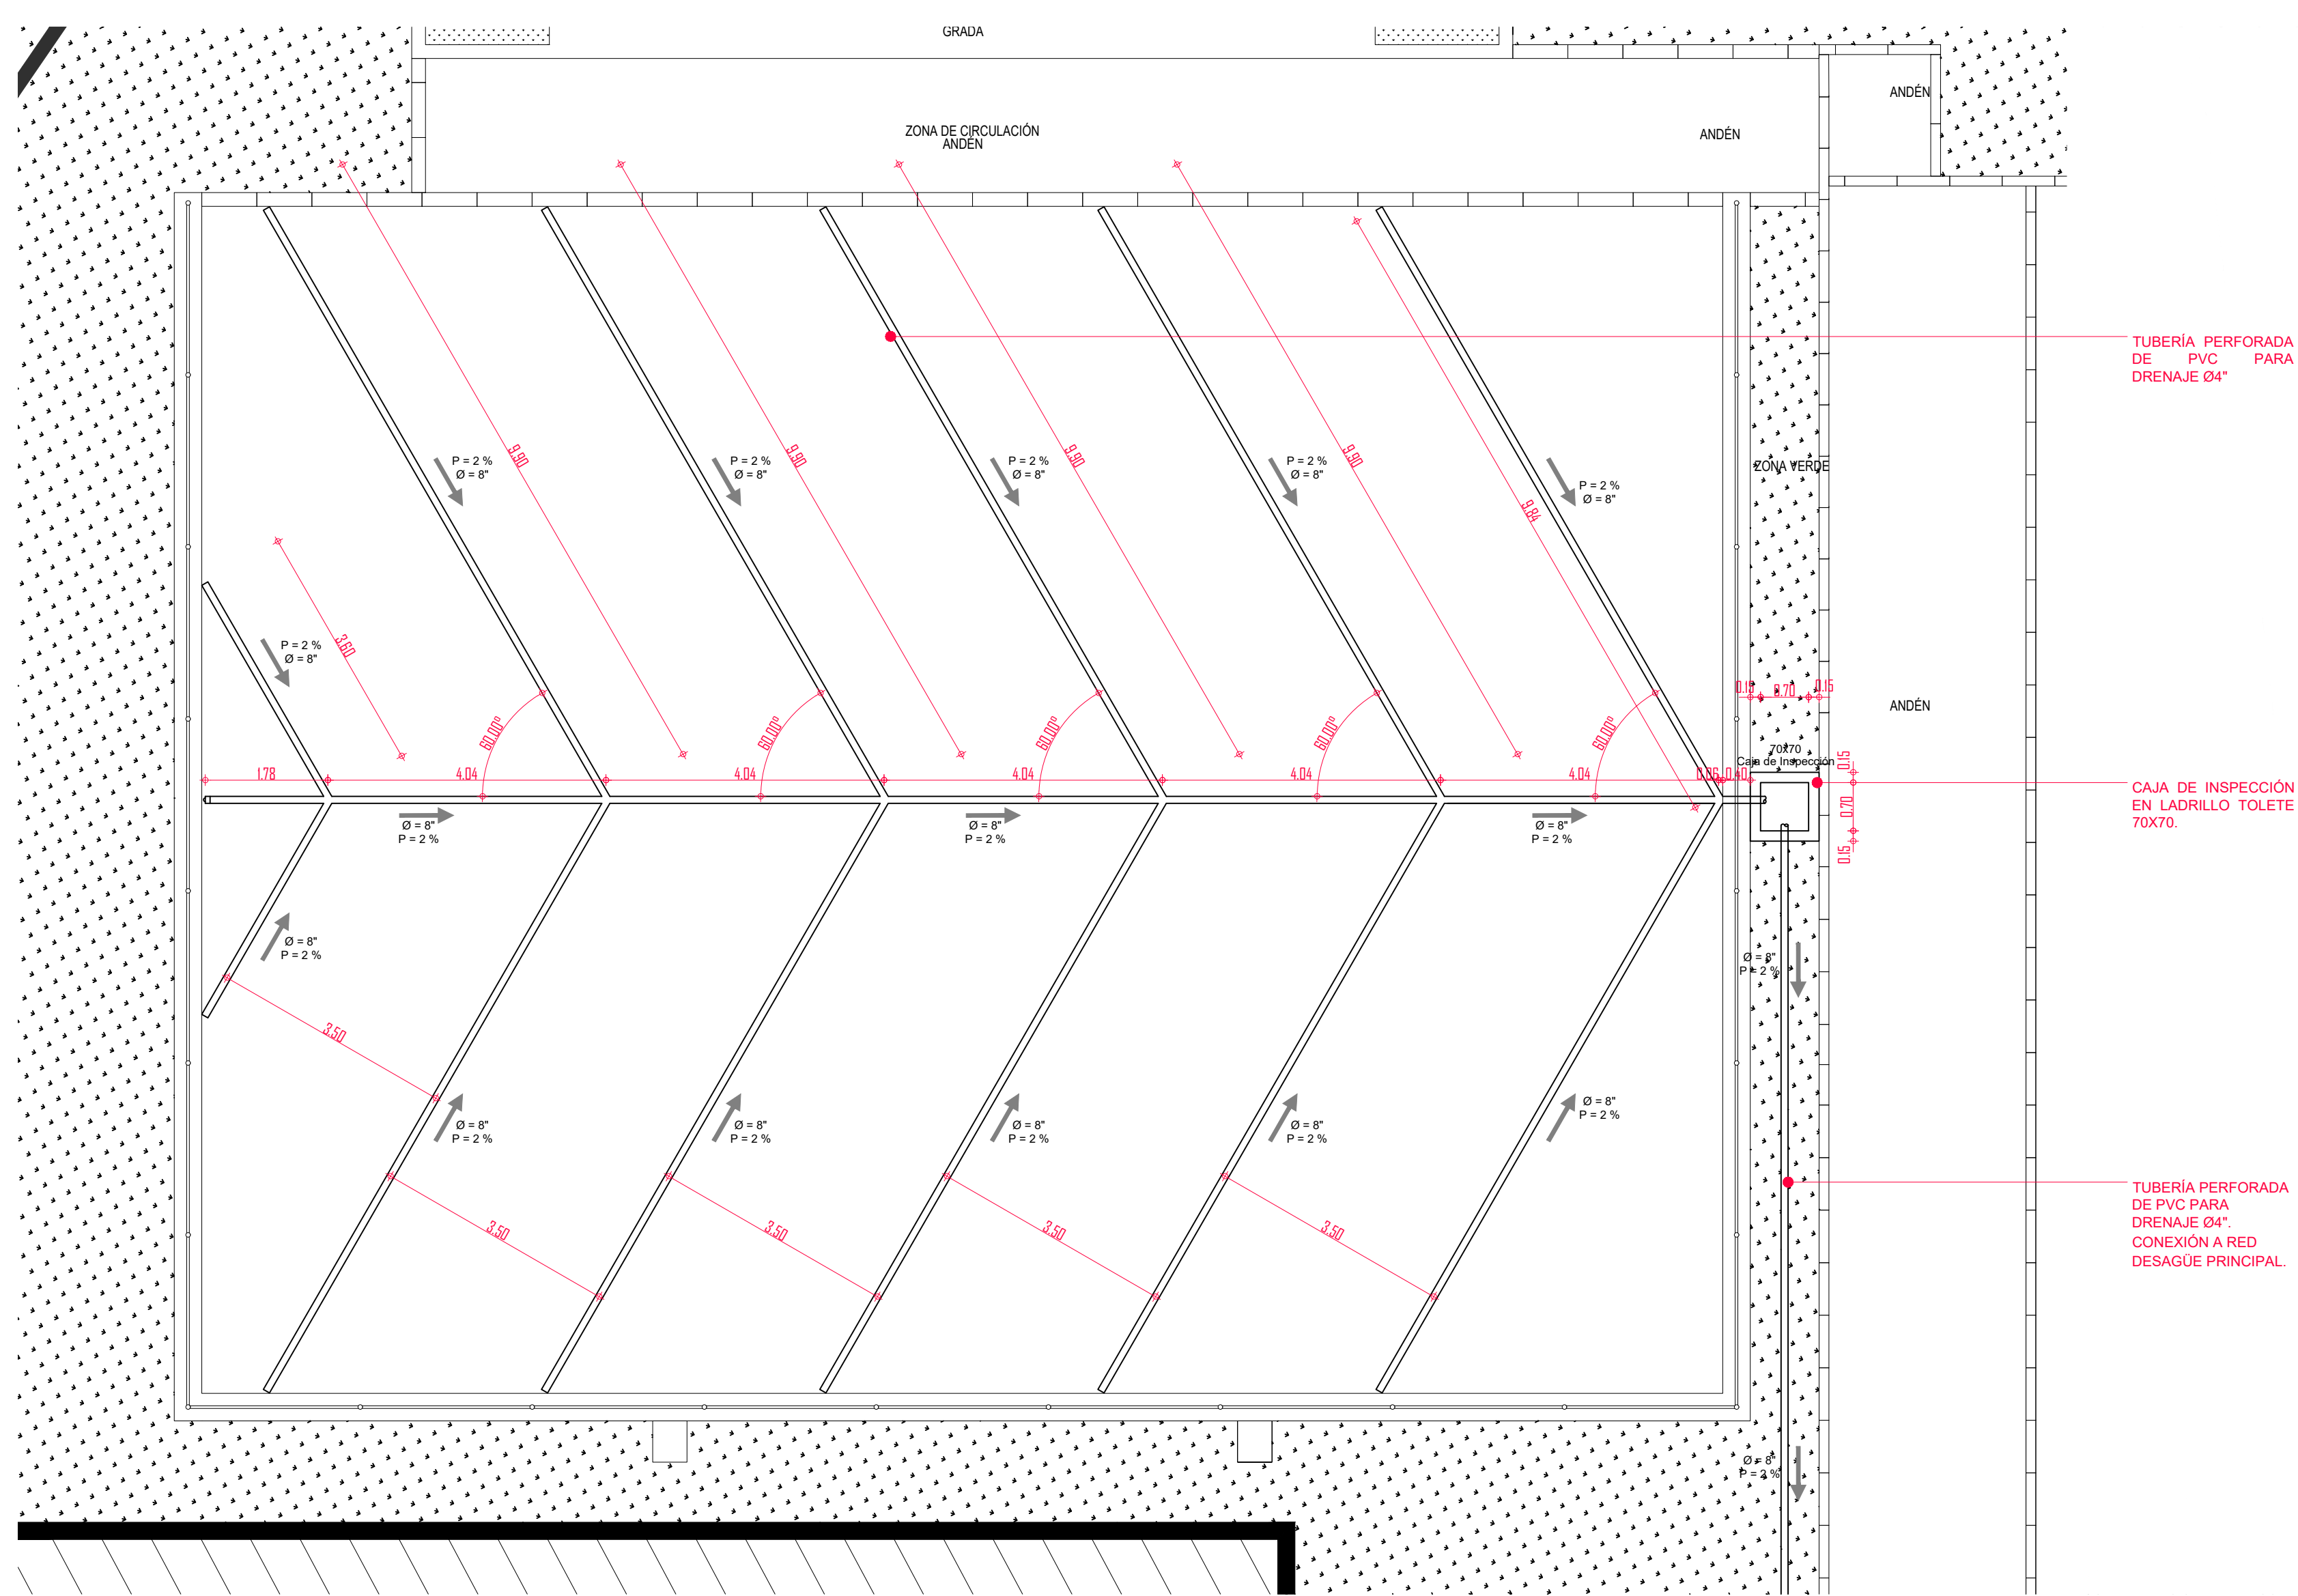 GRADA
ANDÉN
ZONA DE CIRCULACIÓN
ANDÉN
ANDÉN
TUBERÍA PERFORADA
DE PVC PARA
DRENAJE Ø4"
P = 2 %
Ø = 8"
9.90
P = 2 %
Ø = 8"
9.90
P = 2 %
Ø = 8"
9.90
P = 2 %
Ø = 8"
9.90
P = 2 %
Ø = 8"
9.84
ZONA VERDE
P = 2 %
Ø = 8"
3.60
60.00°
60.00°
60.00°
60.00°
60.00°
0.15
0.70
0.15
ANDÉN
70X70
Caja de Inspección
1.78
4.04
4.04
4.04
4.04
4.04
0.06
0.40
0.15
0.70
0.15
CAJA DE INSPECCIÓN
EN LADRILLO TOLETE
70X70.
Ø = 8"
P = 2 %
Ø = 8"
P = 2 %
Ø = 8"
P = 2 %
Ø = 8"
P = 2 %
Ø = 8"
P = 2 %
3.50
Ø = 8"
P = 2 %
Ø = 8"
P = 2 %
Ø = 8"
P = 2 %
Ø = 8"
P = 2 %
Ø = 8"
P = 2 %
3.50
3.50
3.50
3.50
TUBERÍA PERFORADA
DE PVC PARA
DRENAJE Ø4".
CONEXIÓN A RED
DESAGÜE PRINCIPAL.
Ø = 8"
P = 2 %